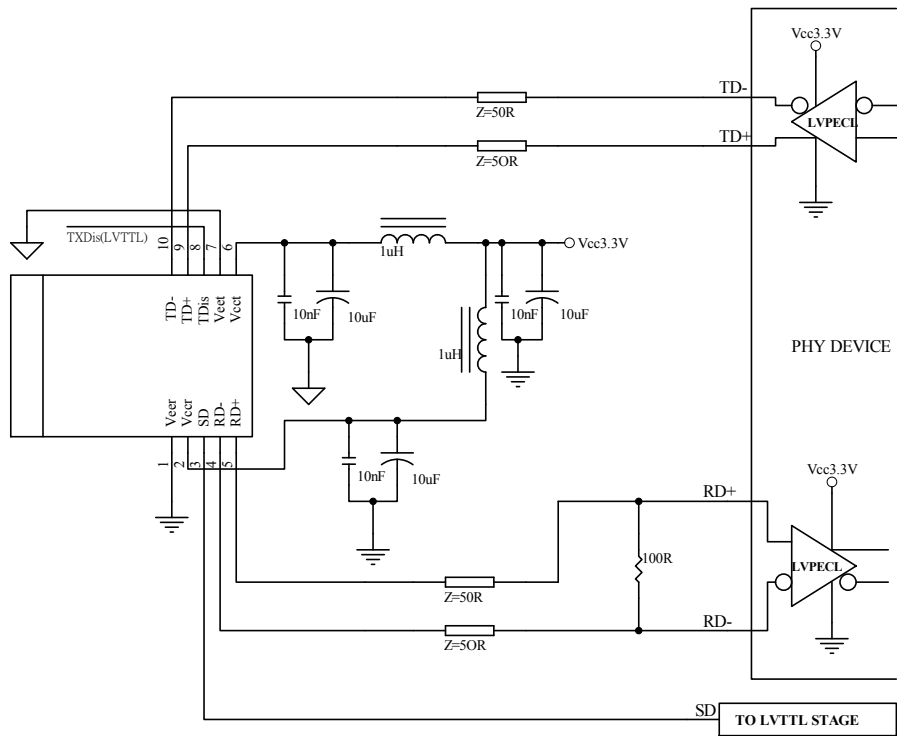 Vcc3.3V
TD-
Z=50R
LVPECL
TD+
Z=5OR
TXDis(LVTTL)
10
9
8
7
6
1uH
Vcc3.3V
10nF
10uF
10nF
10uF
TD-
TD+
TDis
Veet
Vcct
1uH
PHY DEVICE
Veer
Vccr
SD
RD-
RD+
1
2
3
4
5
10nF
10uF
Vcc3.3V
RD+
LVPECL
100R
Z=50R
RD-
Z=5OR
SD
TO LVTTL STAGE